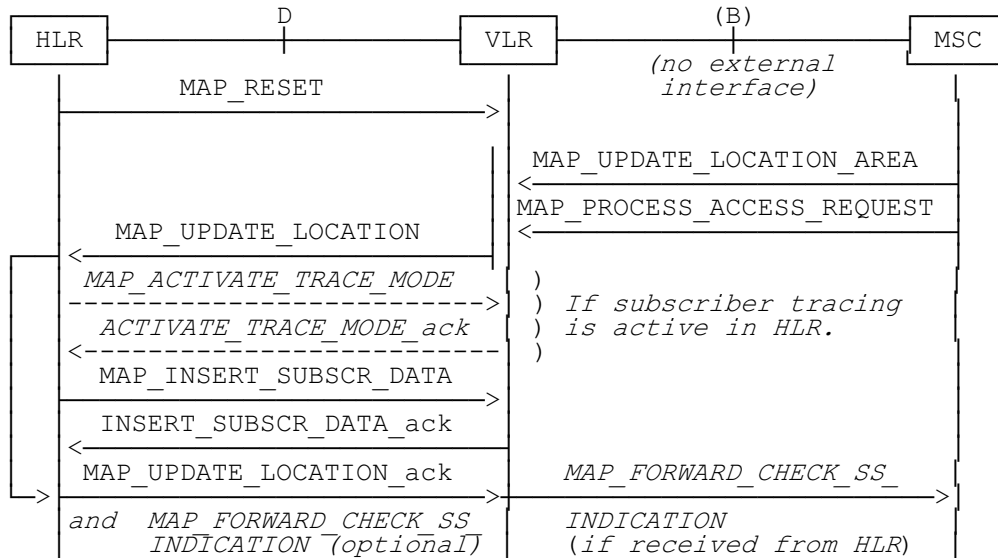 D (B)
HLR VLR MSC
(no external
interface)
MAP_RESET
MAP_UPDATE_LOCATION_AREA
MAP_PROCESS_ACCESS_REQUEST
MAP_UPDATE_LOCATION
MAP_ACTIVATE_TRACE_MODE )
) If subscriber tracing
ACTIVATE_TRACE_MODE_ack ) is active in HLR.
)
MAP_INSERT_SUBSCR_DATA
INSERT_SUBSCR_DATA_ack
MAP_UPDATE_LOCATION_ack MAP_FORWARD_CHECK_SS_
and MAP_FORWARD_CHECK_SS_ INDICATION
INDICATION (optional) (if received from HLR)